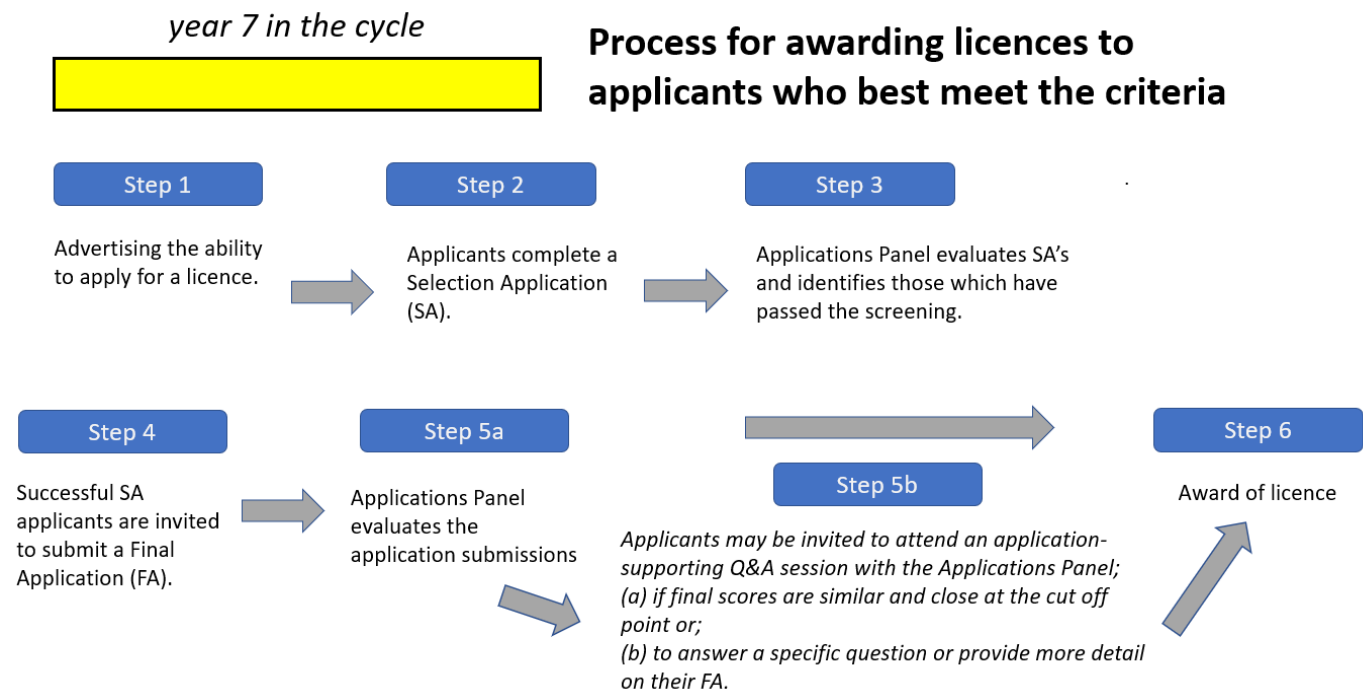 year 7 in the cycle
Process for awarding licences to
applicants who best meet the criteria
Step 1
Advertising the ability
to apply for a licence.
Step 2
Applicants complete a
Selection Application
(SA).
Step 3
Applications Panel evaluates SA’s
and identifies those which have
passed the screening.
Step 4
Successful SA
applicants are invited
to submit a Final
Application (FA).
Step 5a
Applications Panel
evaluates the
application submissions
Step 5b
Applicants may be invited to attend an application-
supporting Q&A session with the Applications Panel;
(a) if final scores are similar and close at the cut off
point or;
(b) to answer a specific question or provide more detail
on their FA.
Step 6
Award of licence